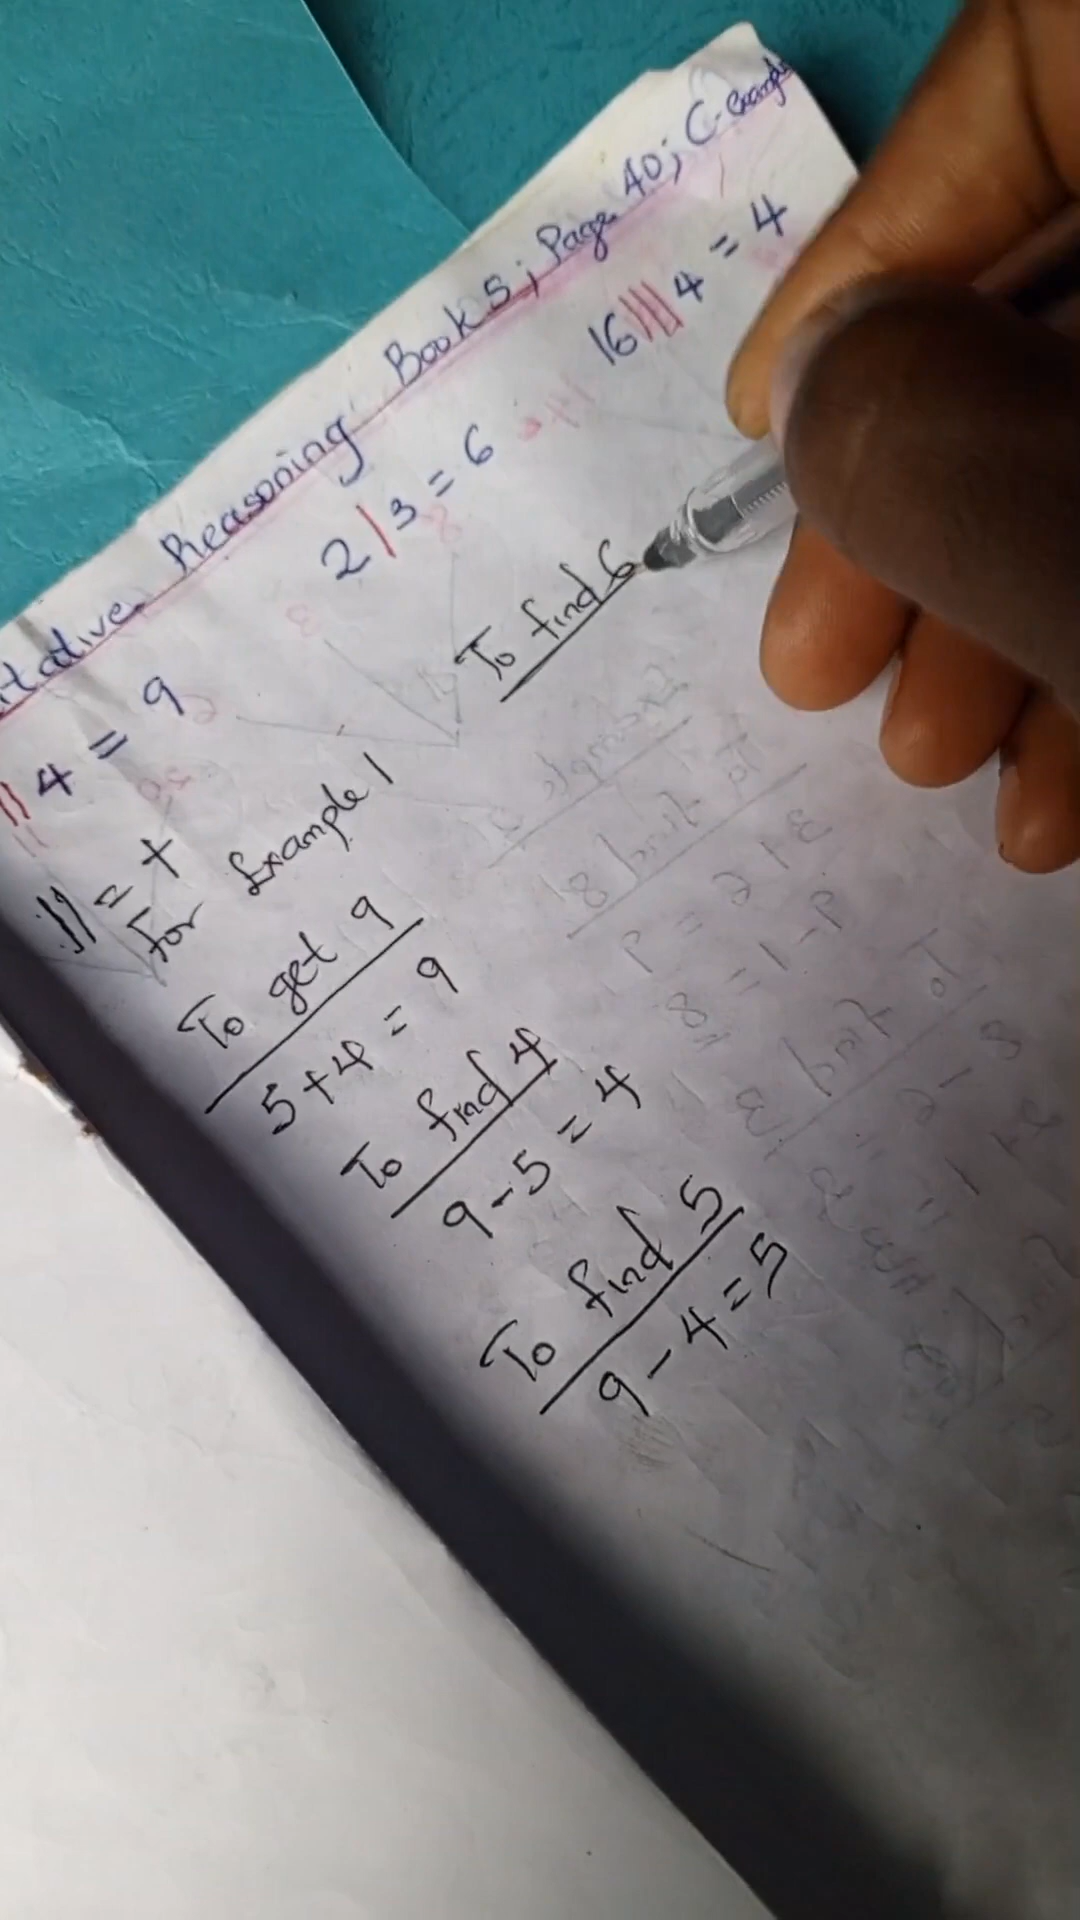 Reasoning Book 5; Page 40; C-example
4 = 9
2|3 = 6
16||||4 = 4
||| = +
For Example 1
To get 9
5+4 = 9
To find 4
9-5 = 4
To find 5
9-4=5
To find 6